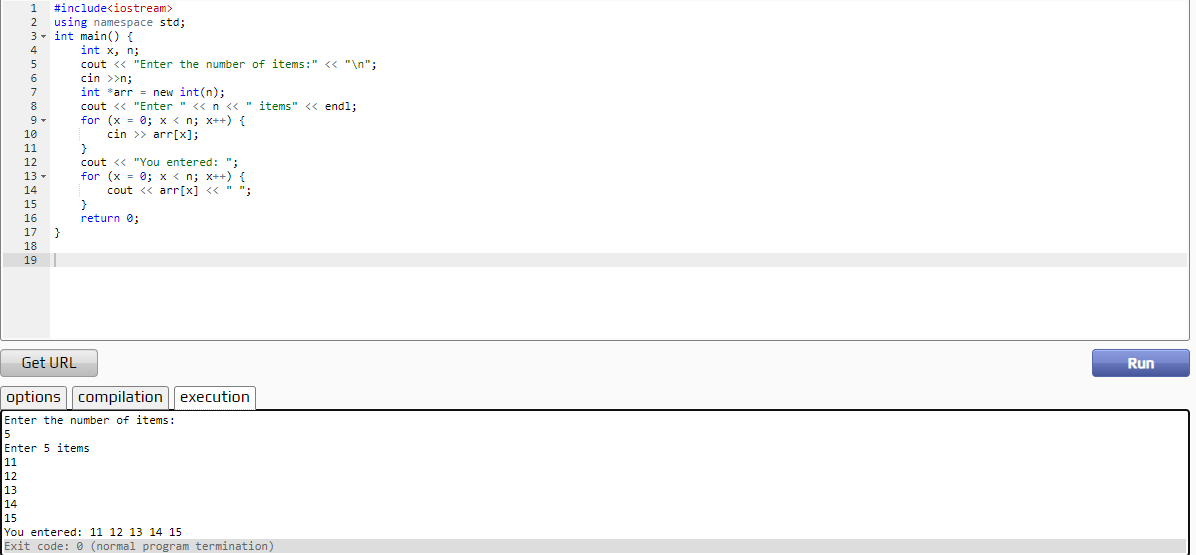 1 #include<iostream>
2 using namespace std;
3 int main() {
4 int x, n;
5 cout << "Enter the number of items:" << "\n";
6 cin >>n;
7 int *arr = new int(n);
8 cout << "Enter " << n << " items" << endl;
9 for (x = 0; x < n; x++) {
10 cin >> arr[x];
11 }
12 cout << "You entered: ";
13 for (x = 0; x < n; x++) {
14 cout << arr[x] << " ";
15 }
16 return 0;
17 }
18
19
Get URL
Run
options compilation execution
Enter the number of items:
5
Enter 5 items
11
12
13
14
15
You entered: 11 12 13 14 15
Exit code: 0 (normal program termination)